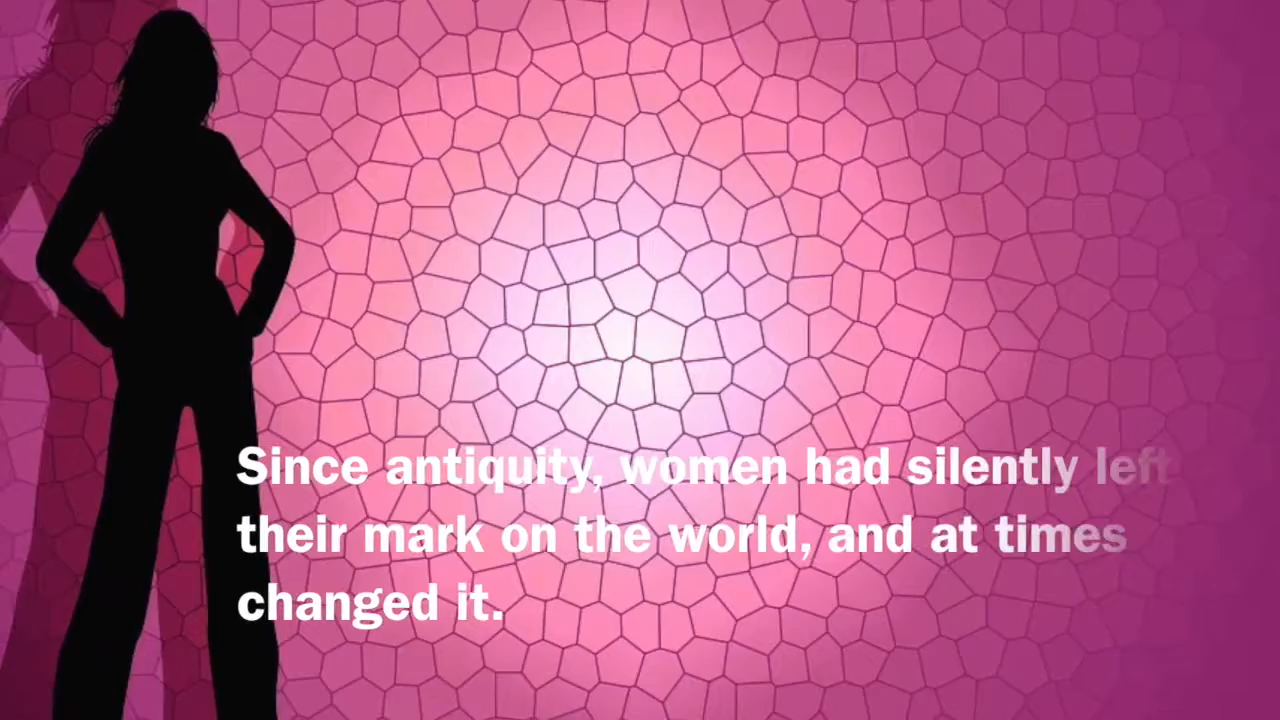 Since antiquity, women had silently left
their mark on the world, and at times
changed it.